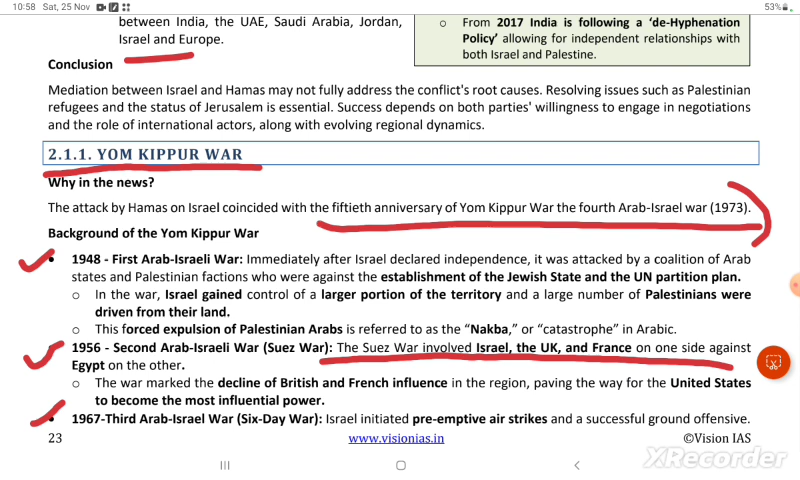 10:58 Sat, 25 Nov
53%
between India, the UAE, Saudi Arabia, Jordan,
Israel and Europe.
o From 2017 India is following a ‘de-Hyphenation
Policy’ allowing for independent relationships with
both Israel and Palestine.
Conclusion
Mediation between Israel and Hamas may not fully address the conflict's root causes. Resolving issues such as Palestinian
refugees and the status of Jerusalem is essential. Success depends on both parties' willingness to engage in negotiations
and the role of international actors, along with evolving regional dynamics.
2.1.1. YOM KIPPUR WAR
Why in the news?
The attack by Hamas on Israel coincided with the fiftieth anniversary of Yom Kippur War the fourth Arab-Israel war (1973).
Background of the Yom Kippur War
• 1948 - First Arab-Israeli War: Immediately after Israel declared independence, it was attacked by a coalition of Arab
states and Palestinian factions who were against the establishment of the Jewish State and the UN partition plan.
o In the war, Israel gained control of a larger portion of the territory and a large number of Palestinians were
driven from their land.
o This forced expulsion of Palestinian Arabs is referred to as the “Nakba,” or “catastrophe” in Arabic.
1956 - Second Arab-Israeli War (Suez War): The Suez War involved Israel, the UK, and France on one side against
Egypt on the other.
o The war marked the decline of British and French influence in the region, paving the way for the United States
to become the most influential power.
• 1967-Third Arab-Israel War (Six-Day War): Israel initiated pre-emptive air strikes and a successful ground offensive.
23
www.visionias.in
©Vision IAS
XRecorder